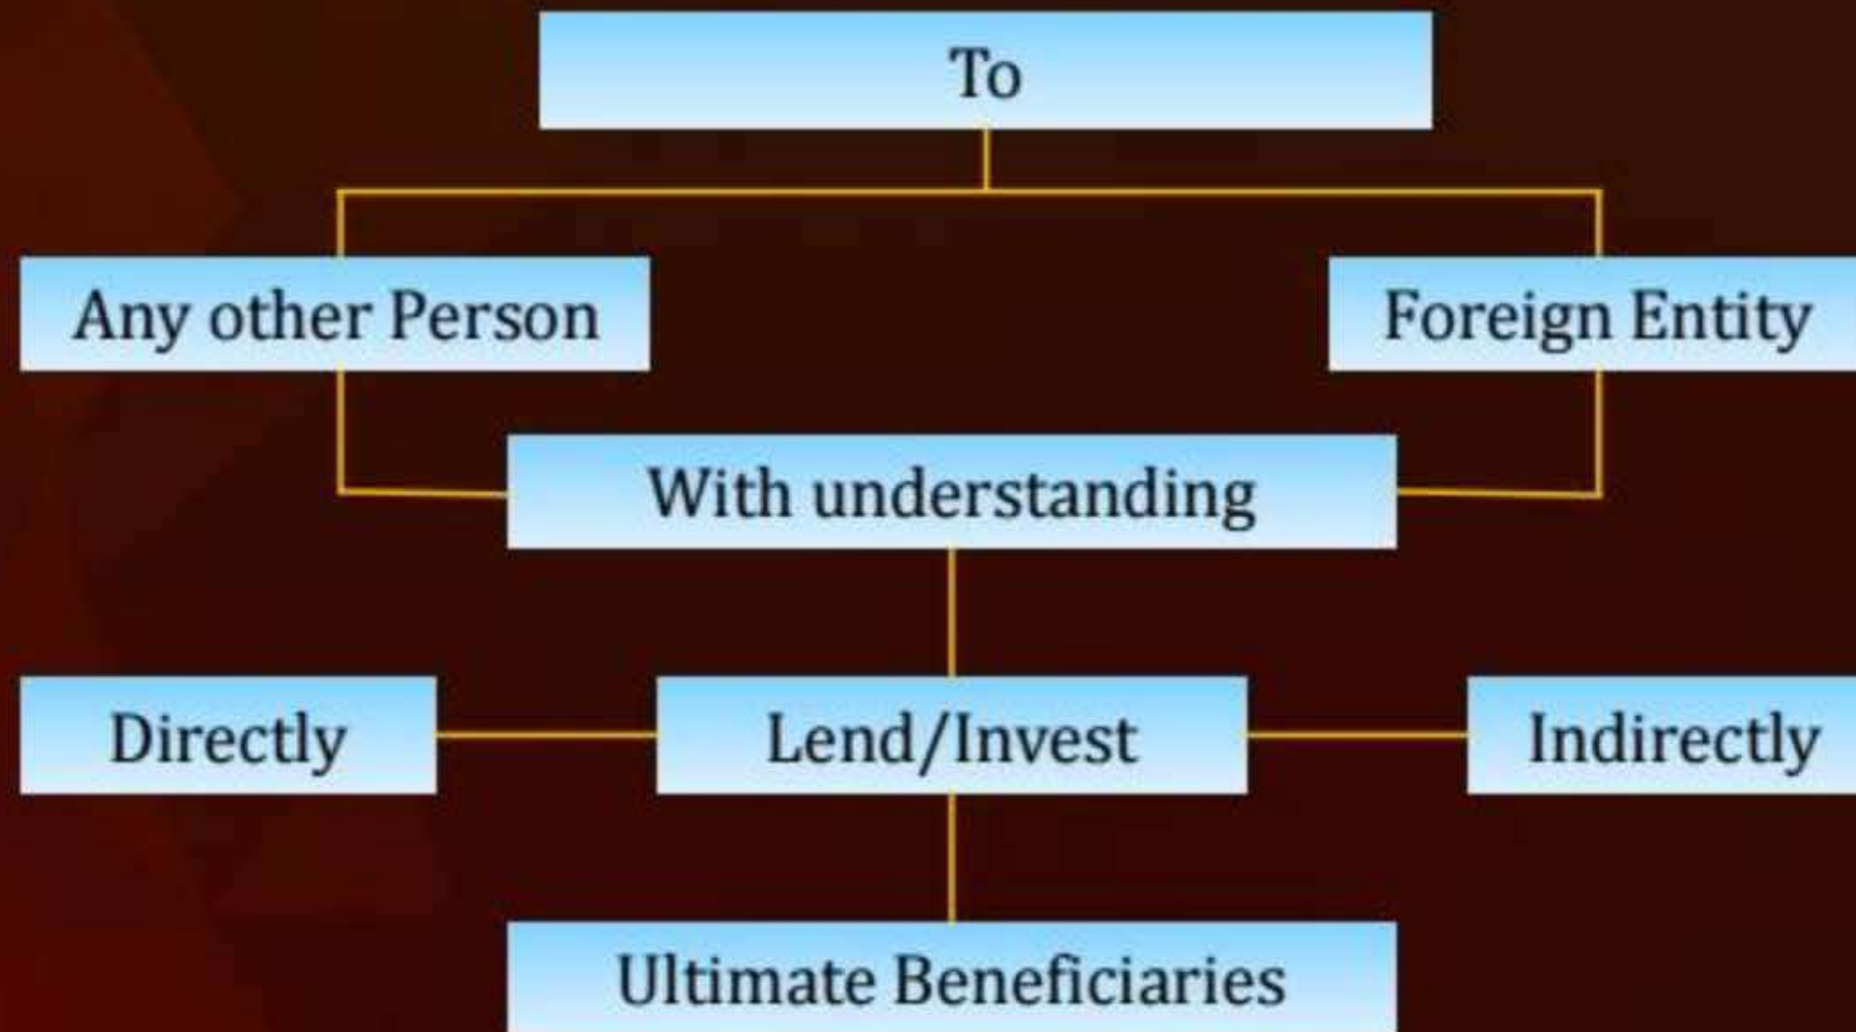 To
Any other Person
Foreign Entity
With understanding
Directly
Lend/Invest
Indirectly
Ultimate Beneficiaries